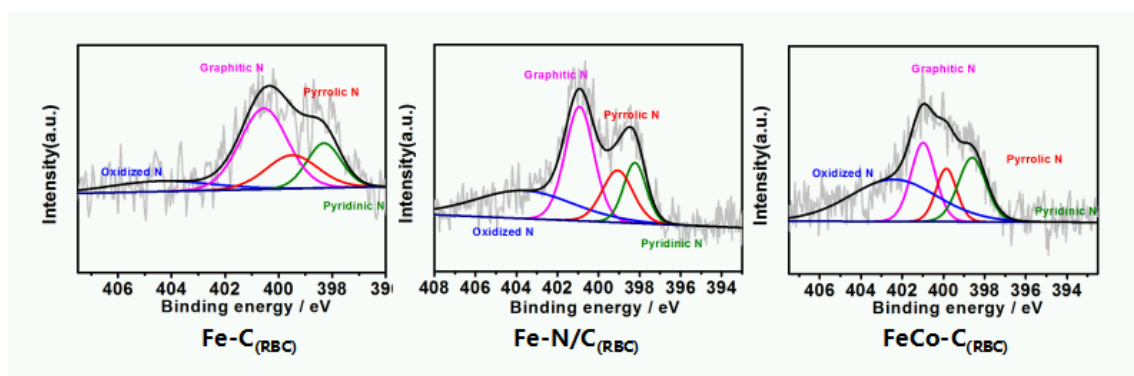 Intensity(a.u.)
Graphitic N
Pyrrolic N
Oxidized N
Pyridinic N
406 404 402 400 398 39
Binding energy / eV
Fe-C(RBC)
Intensity(a.u.)
Graphitic N
Pyrrolic N
Oxidized N
Pyridinic N
408 406 404 402 400 398 396 394
Binding energy / eV
Fe-N/C(RBC)
Intensity(a.u.)
Graphitic N
Pyrrolic N
Oxidized N
Pyridinic N
406 404 402 400 398 396 394
Binding energy / eV
FeCo-C(RBC)